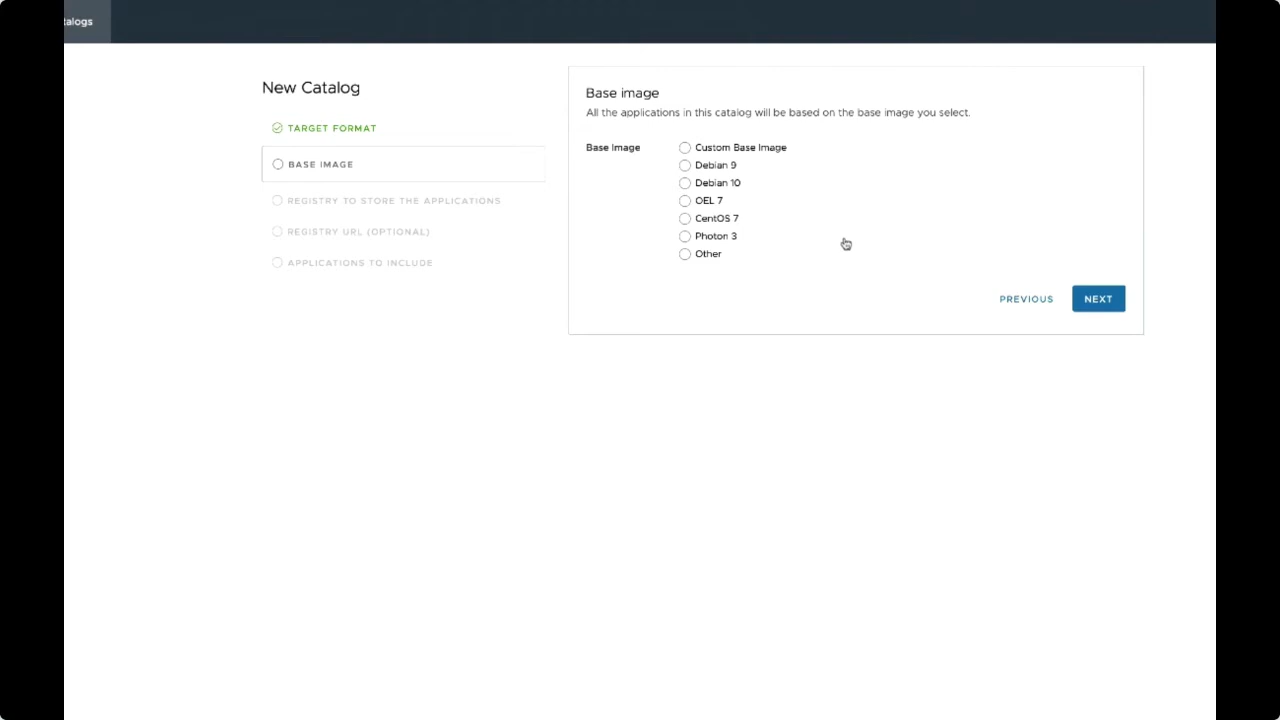 talogs
New Catalog
TARGET FORMAT
BASE IMAGE
REGISTRY TO STORE THE APPLICATIONS
REGISTRY URL (OPTIONAL)
APPLICATIONS TO INCLUDE
Base image
All the applications in this catalog will be based on the base image you select.
Base Image
Custom Base Image
Debian 9
Debian 10
OEL 7
CentOS 7
Photon 3
Other
PREVIOUS
NEXT